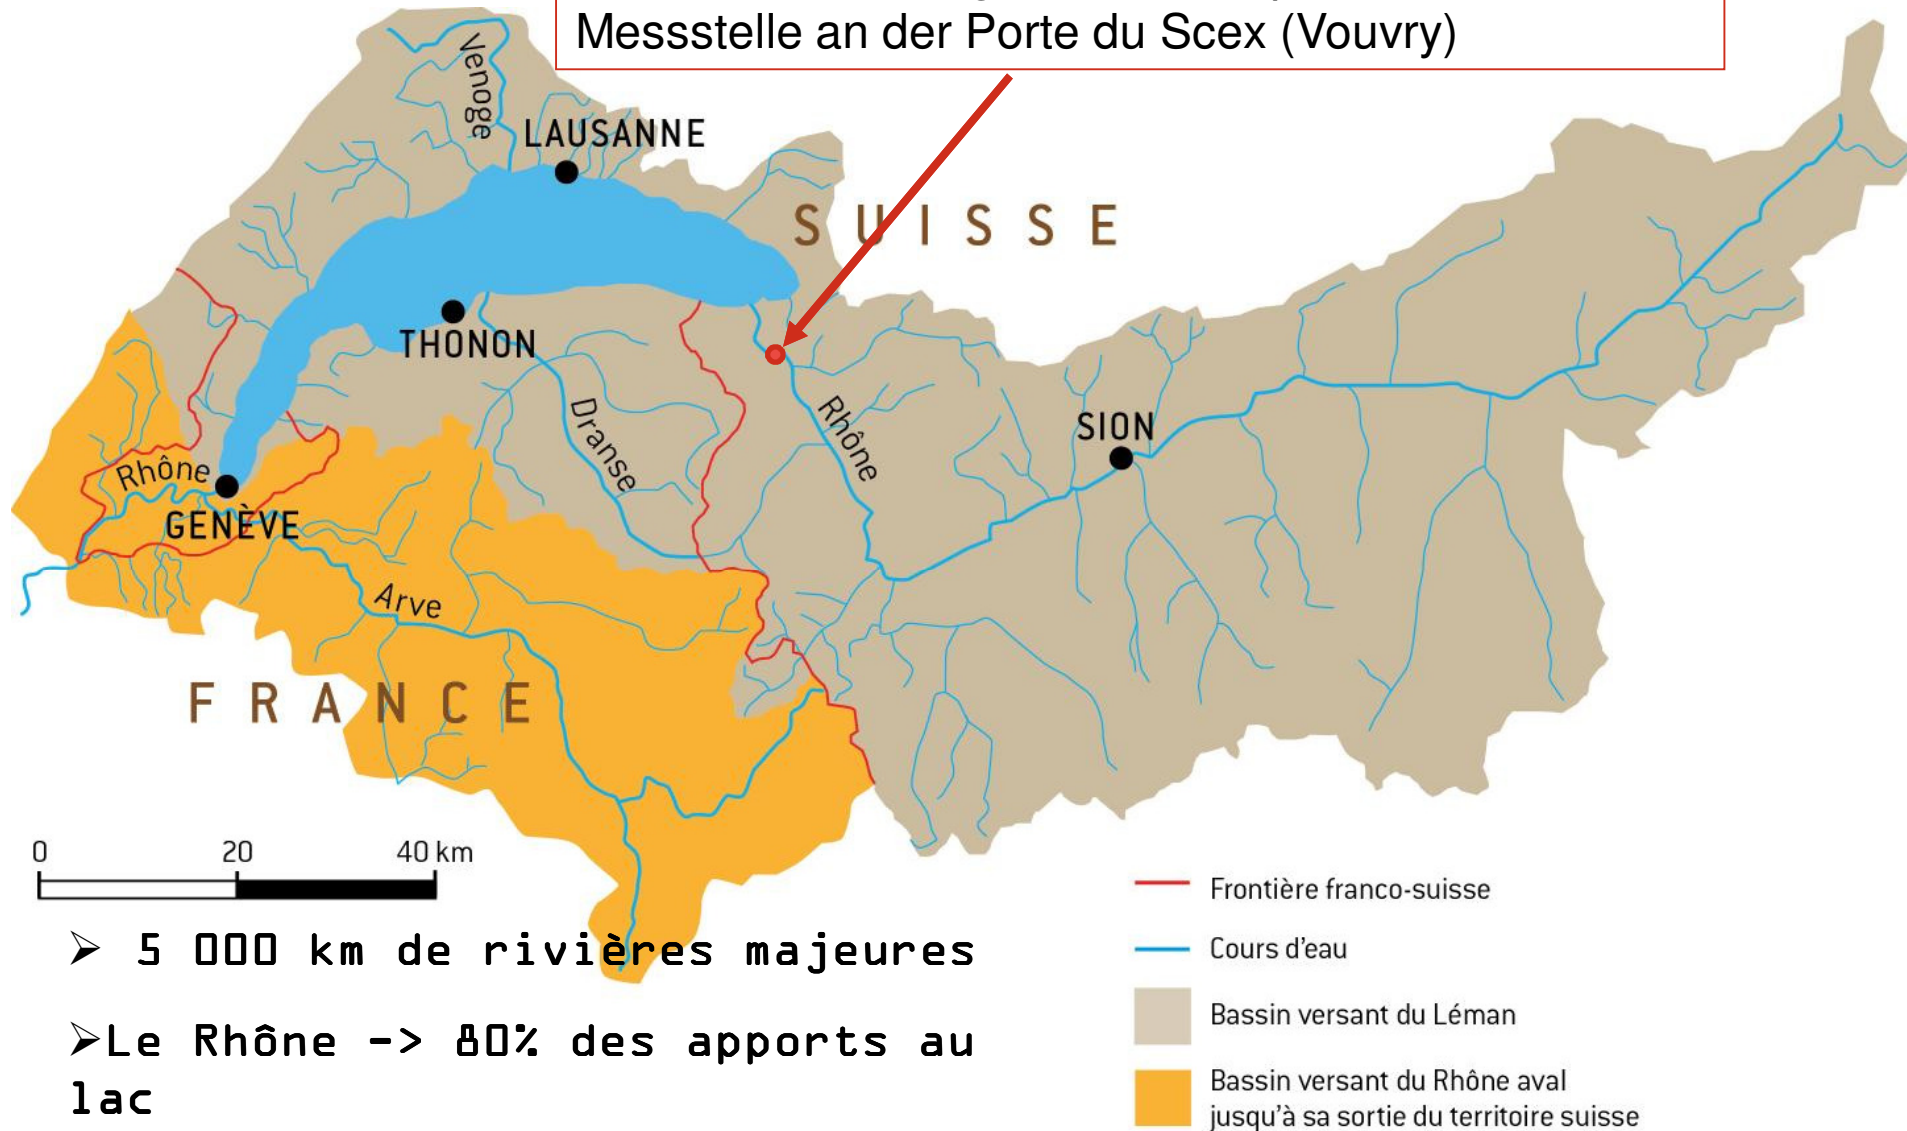 Messstelle an der Porte du Scex (Vouvry)
Venoge
LAUSANNE
SUISSE
THONON
Dranse
Rhône
SION
Rhône
GENÈVE
Arve
FRANCE
0 20 40 km
➢ 5 000 km de rivières majeures
➢Le Rhône -> 80% des apports au
lac
Frontière franco-suisse
Cours d'eau
Bassin versant du Léman
Bassin versant du Rhône aval
jusqu'à sa sortie du territoire suisse